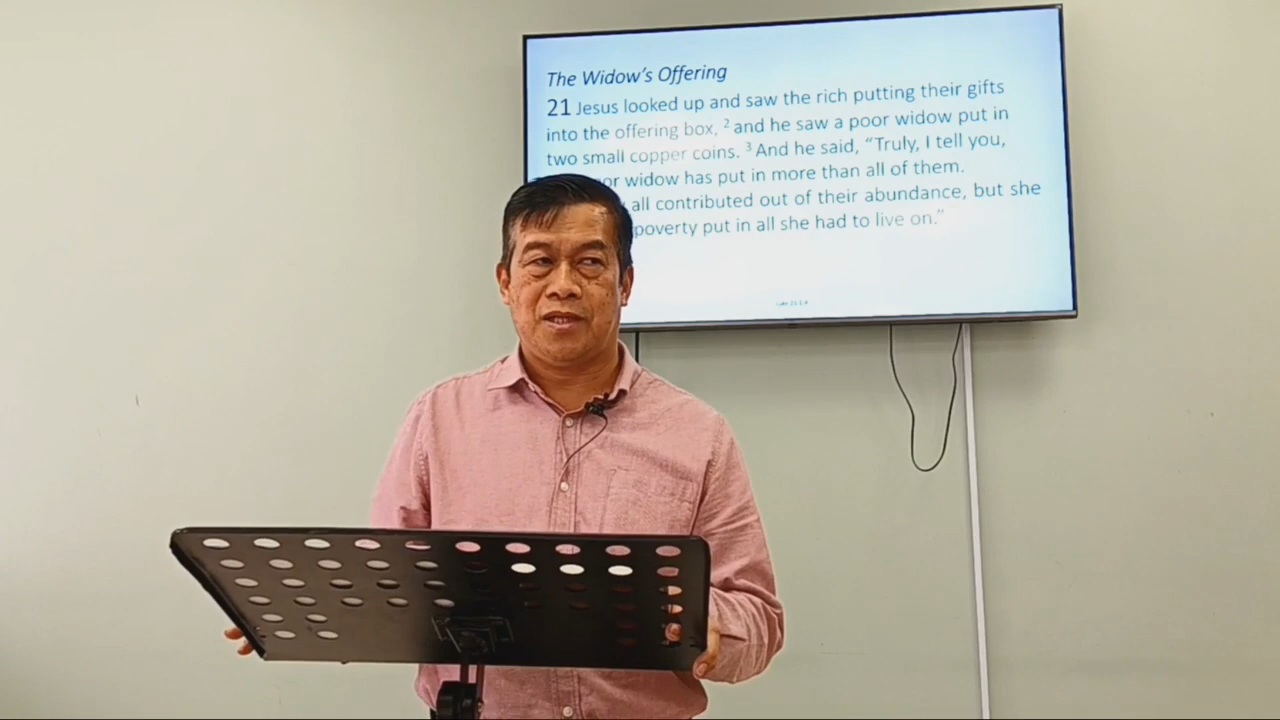 The Widow's Offering
21 Jesus looked up and saw the rich putting their gifts
into the offering box, 2 and he saw a poor widow put in
two small copper coins. 3 And he said, “Truly, I tell you,
widow has put in more than all of them.
all contributed out of their abundance, but she
poverty put in all she had to live on.”